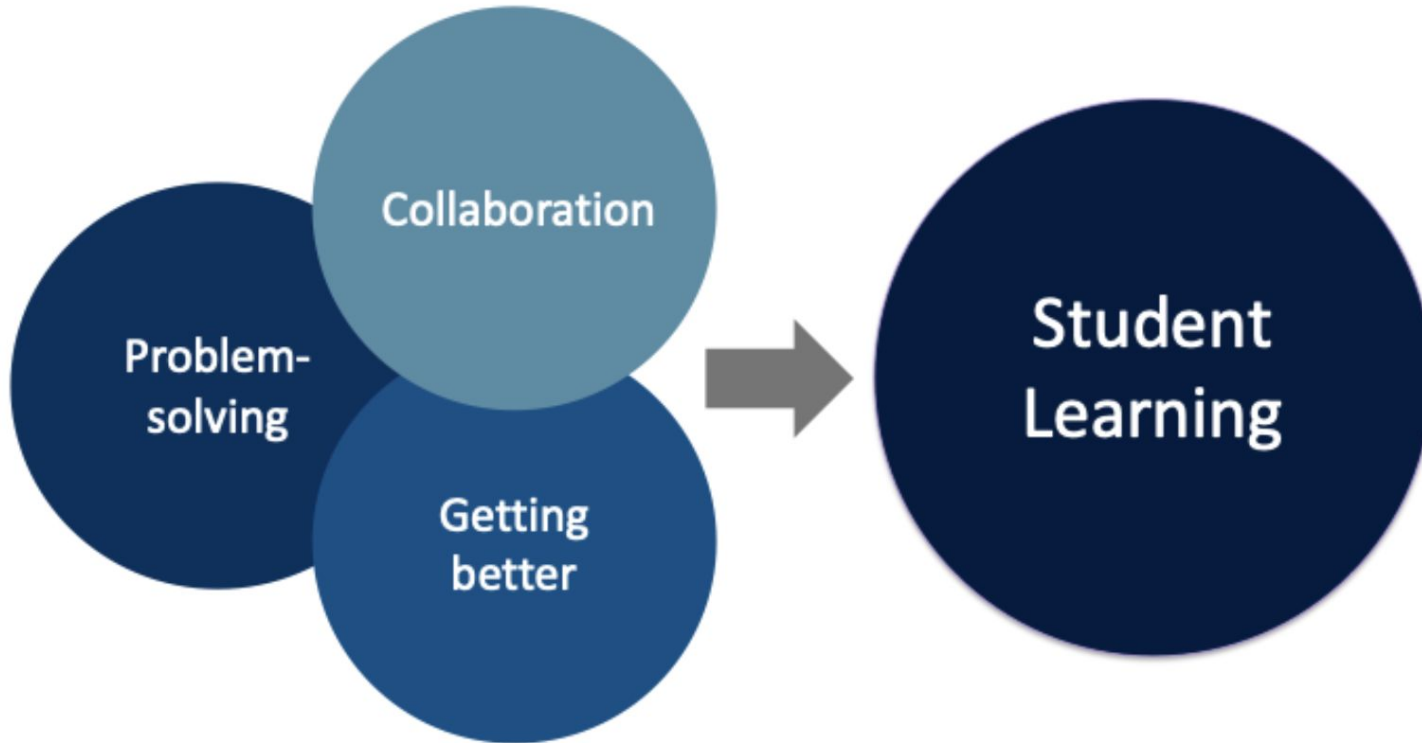 Collaboration
Problem-
solving
Getting
better
Student
Learning